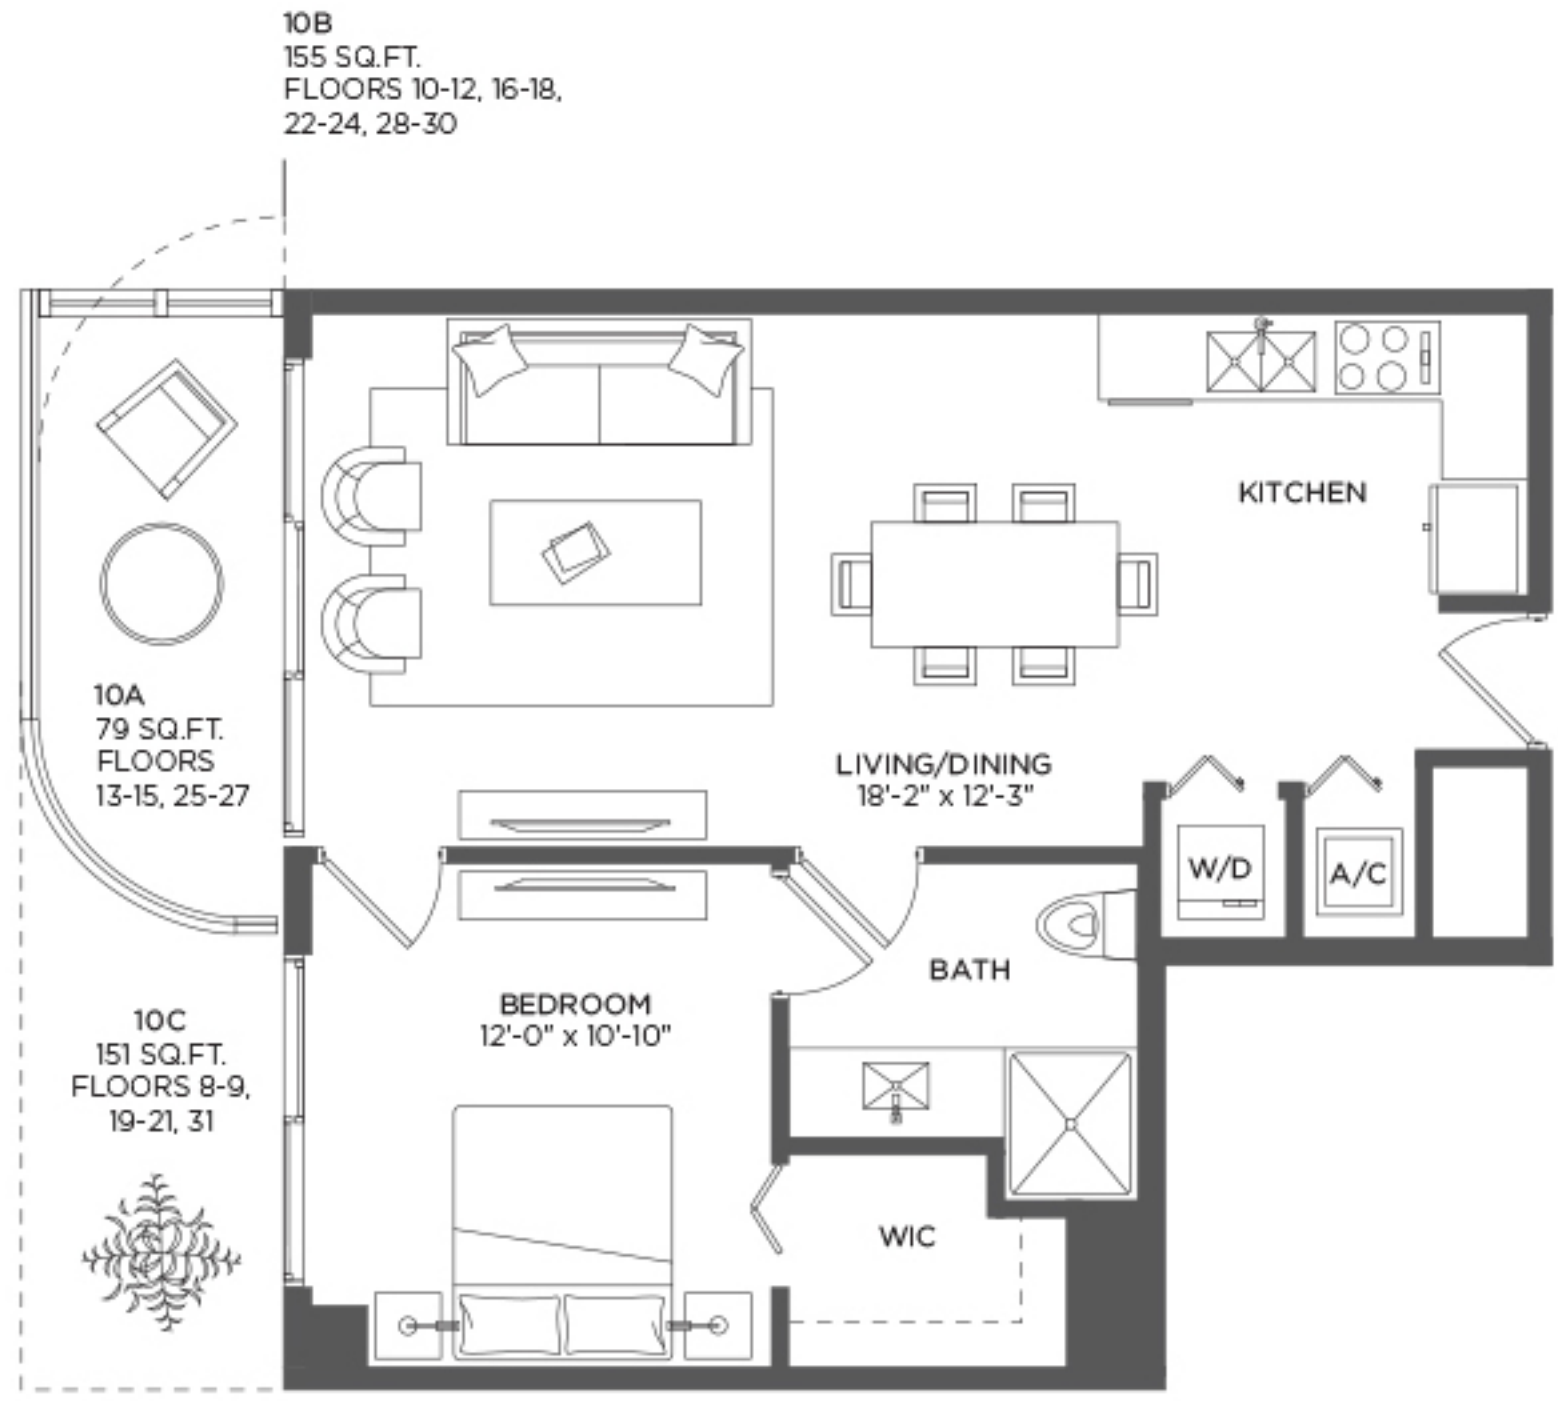 10B
155 SQ.FT.
FLOORS 10-12, 16-18,
22-24, 28-30
KITCHEN
10A
79 SQ.FT.
FLOORS
13-15, 25-27
LIVING/DINING
18'-2" x 12'-3"
W/D
A/C
BATH
BEDROOM
12'-0" x 10'-10"
10C
151 SQ.FT.
FLOORS 8-9,
19-21, 31
WIC